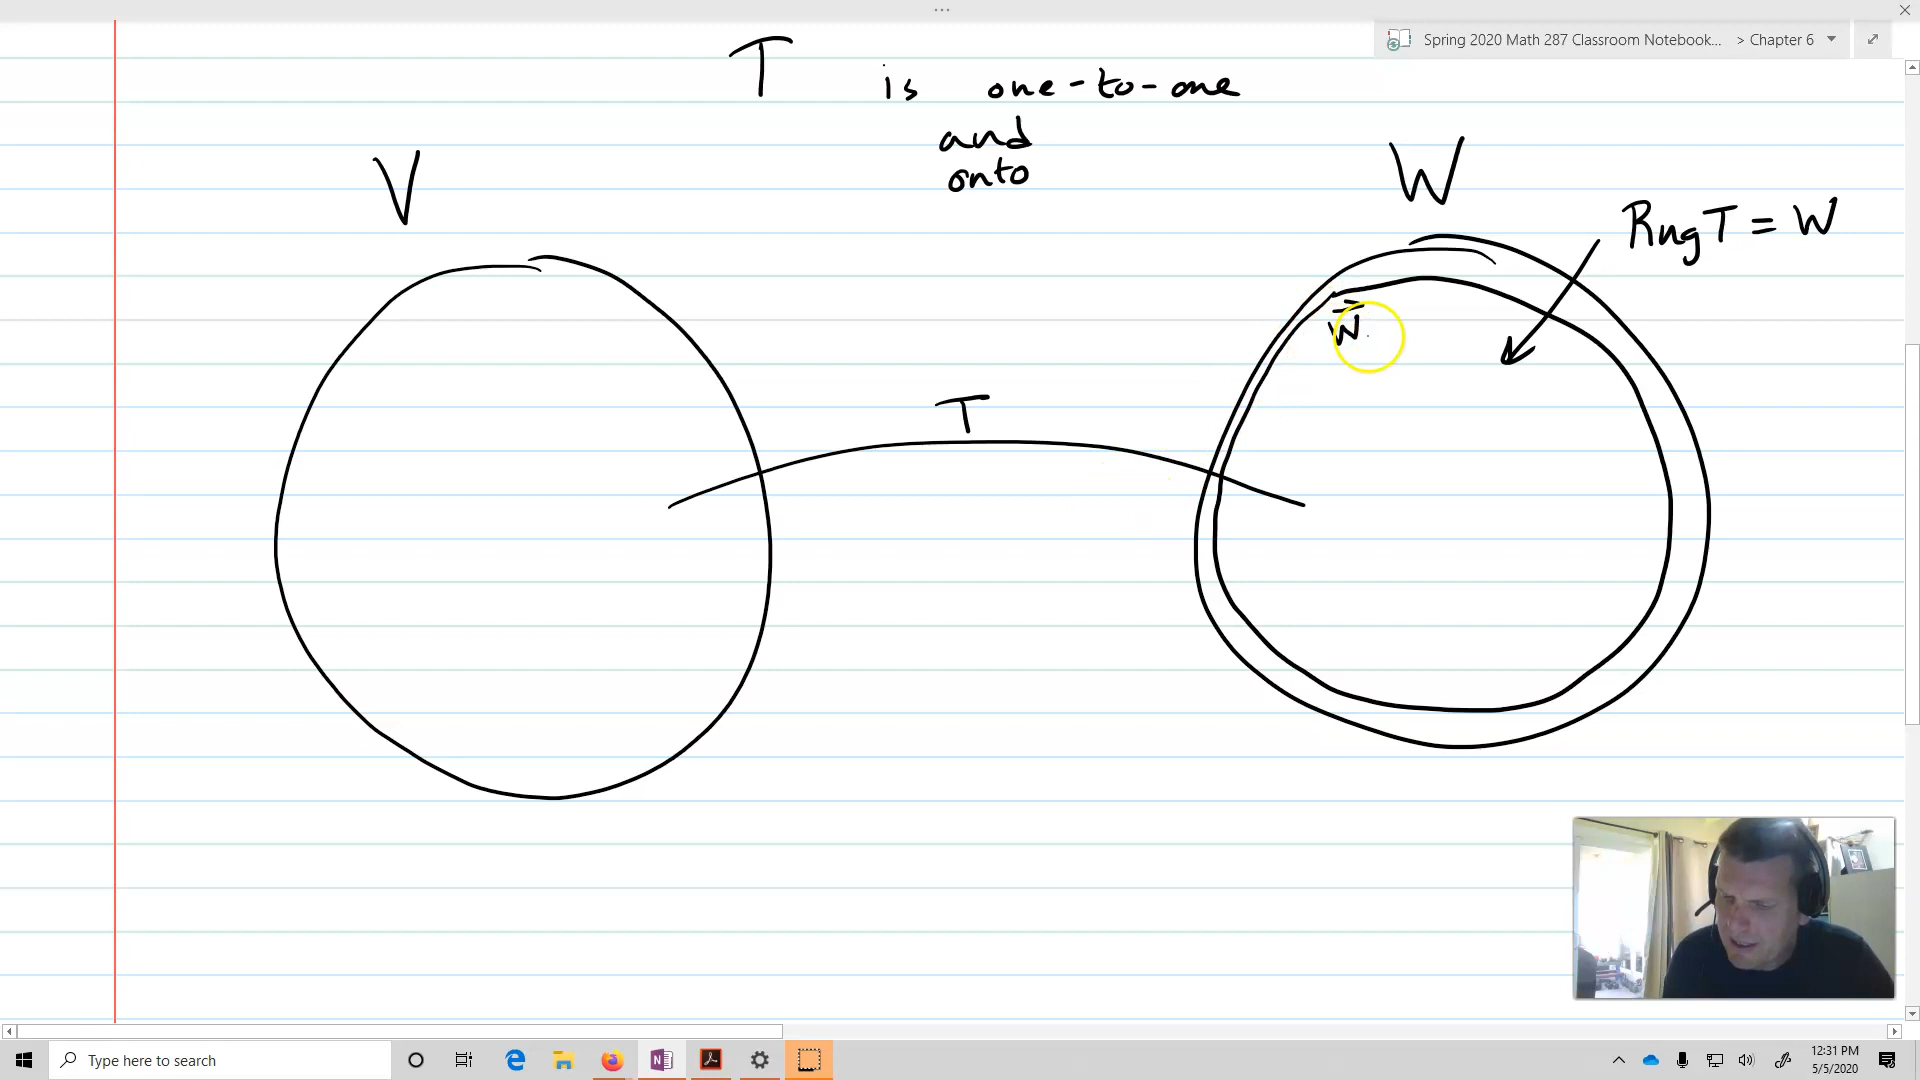 Spring 2020 Math 287 Classroom Notebook... > Chapter 6
T is one-to-one
and
onto
V
W
Rng T = W
w⃗
T
Type here to search
12:31 PM
5/5/2020